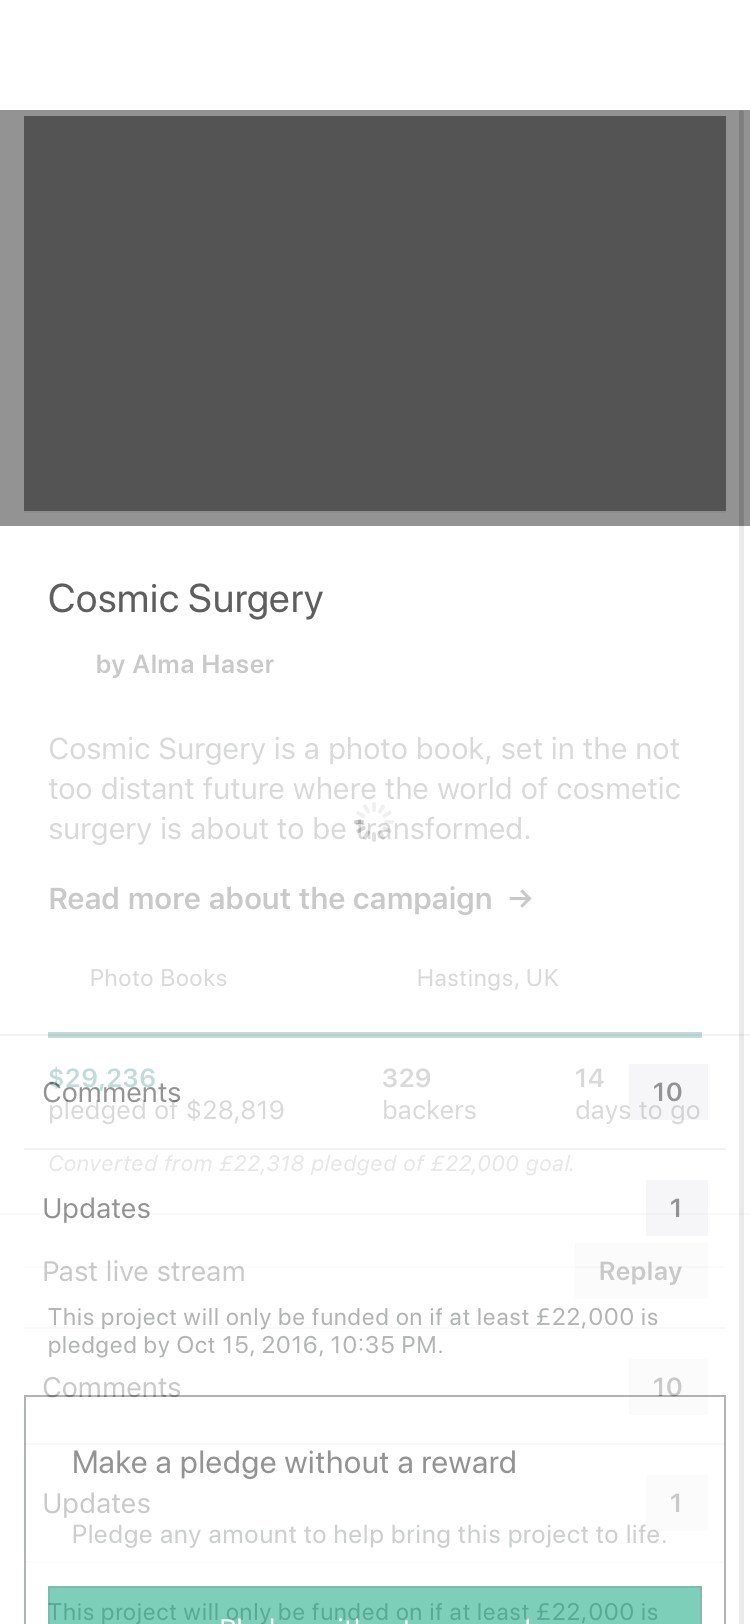 Cosmic Surgery
by Alma Haser
Cosmic Surgery is a photo book, set in the not
too distant future where the world of cosmetic
surgery is about to be transformed.
Read more about the campaign →
Photo Books Hastings, UK
$29,236 329 14
Comments 10
pledged of $28,819 backers days to go
Converted from £22,318 pledged of £22,000 goal.
Updates 1
Past live stream Replay
This project will only be funded on if at least £22,000 is
pledged by Oct 15, 2016, 10:35 PM.
Comments 10
Make a pledge without a reward
Updates 1
Pledge any amount to help bring this project to life.
This project will only be funded on if at least £22,000 is